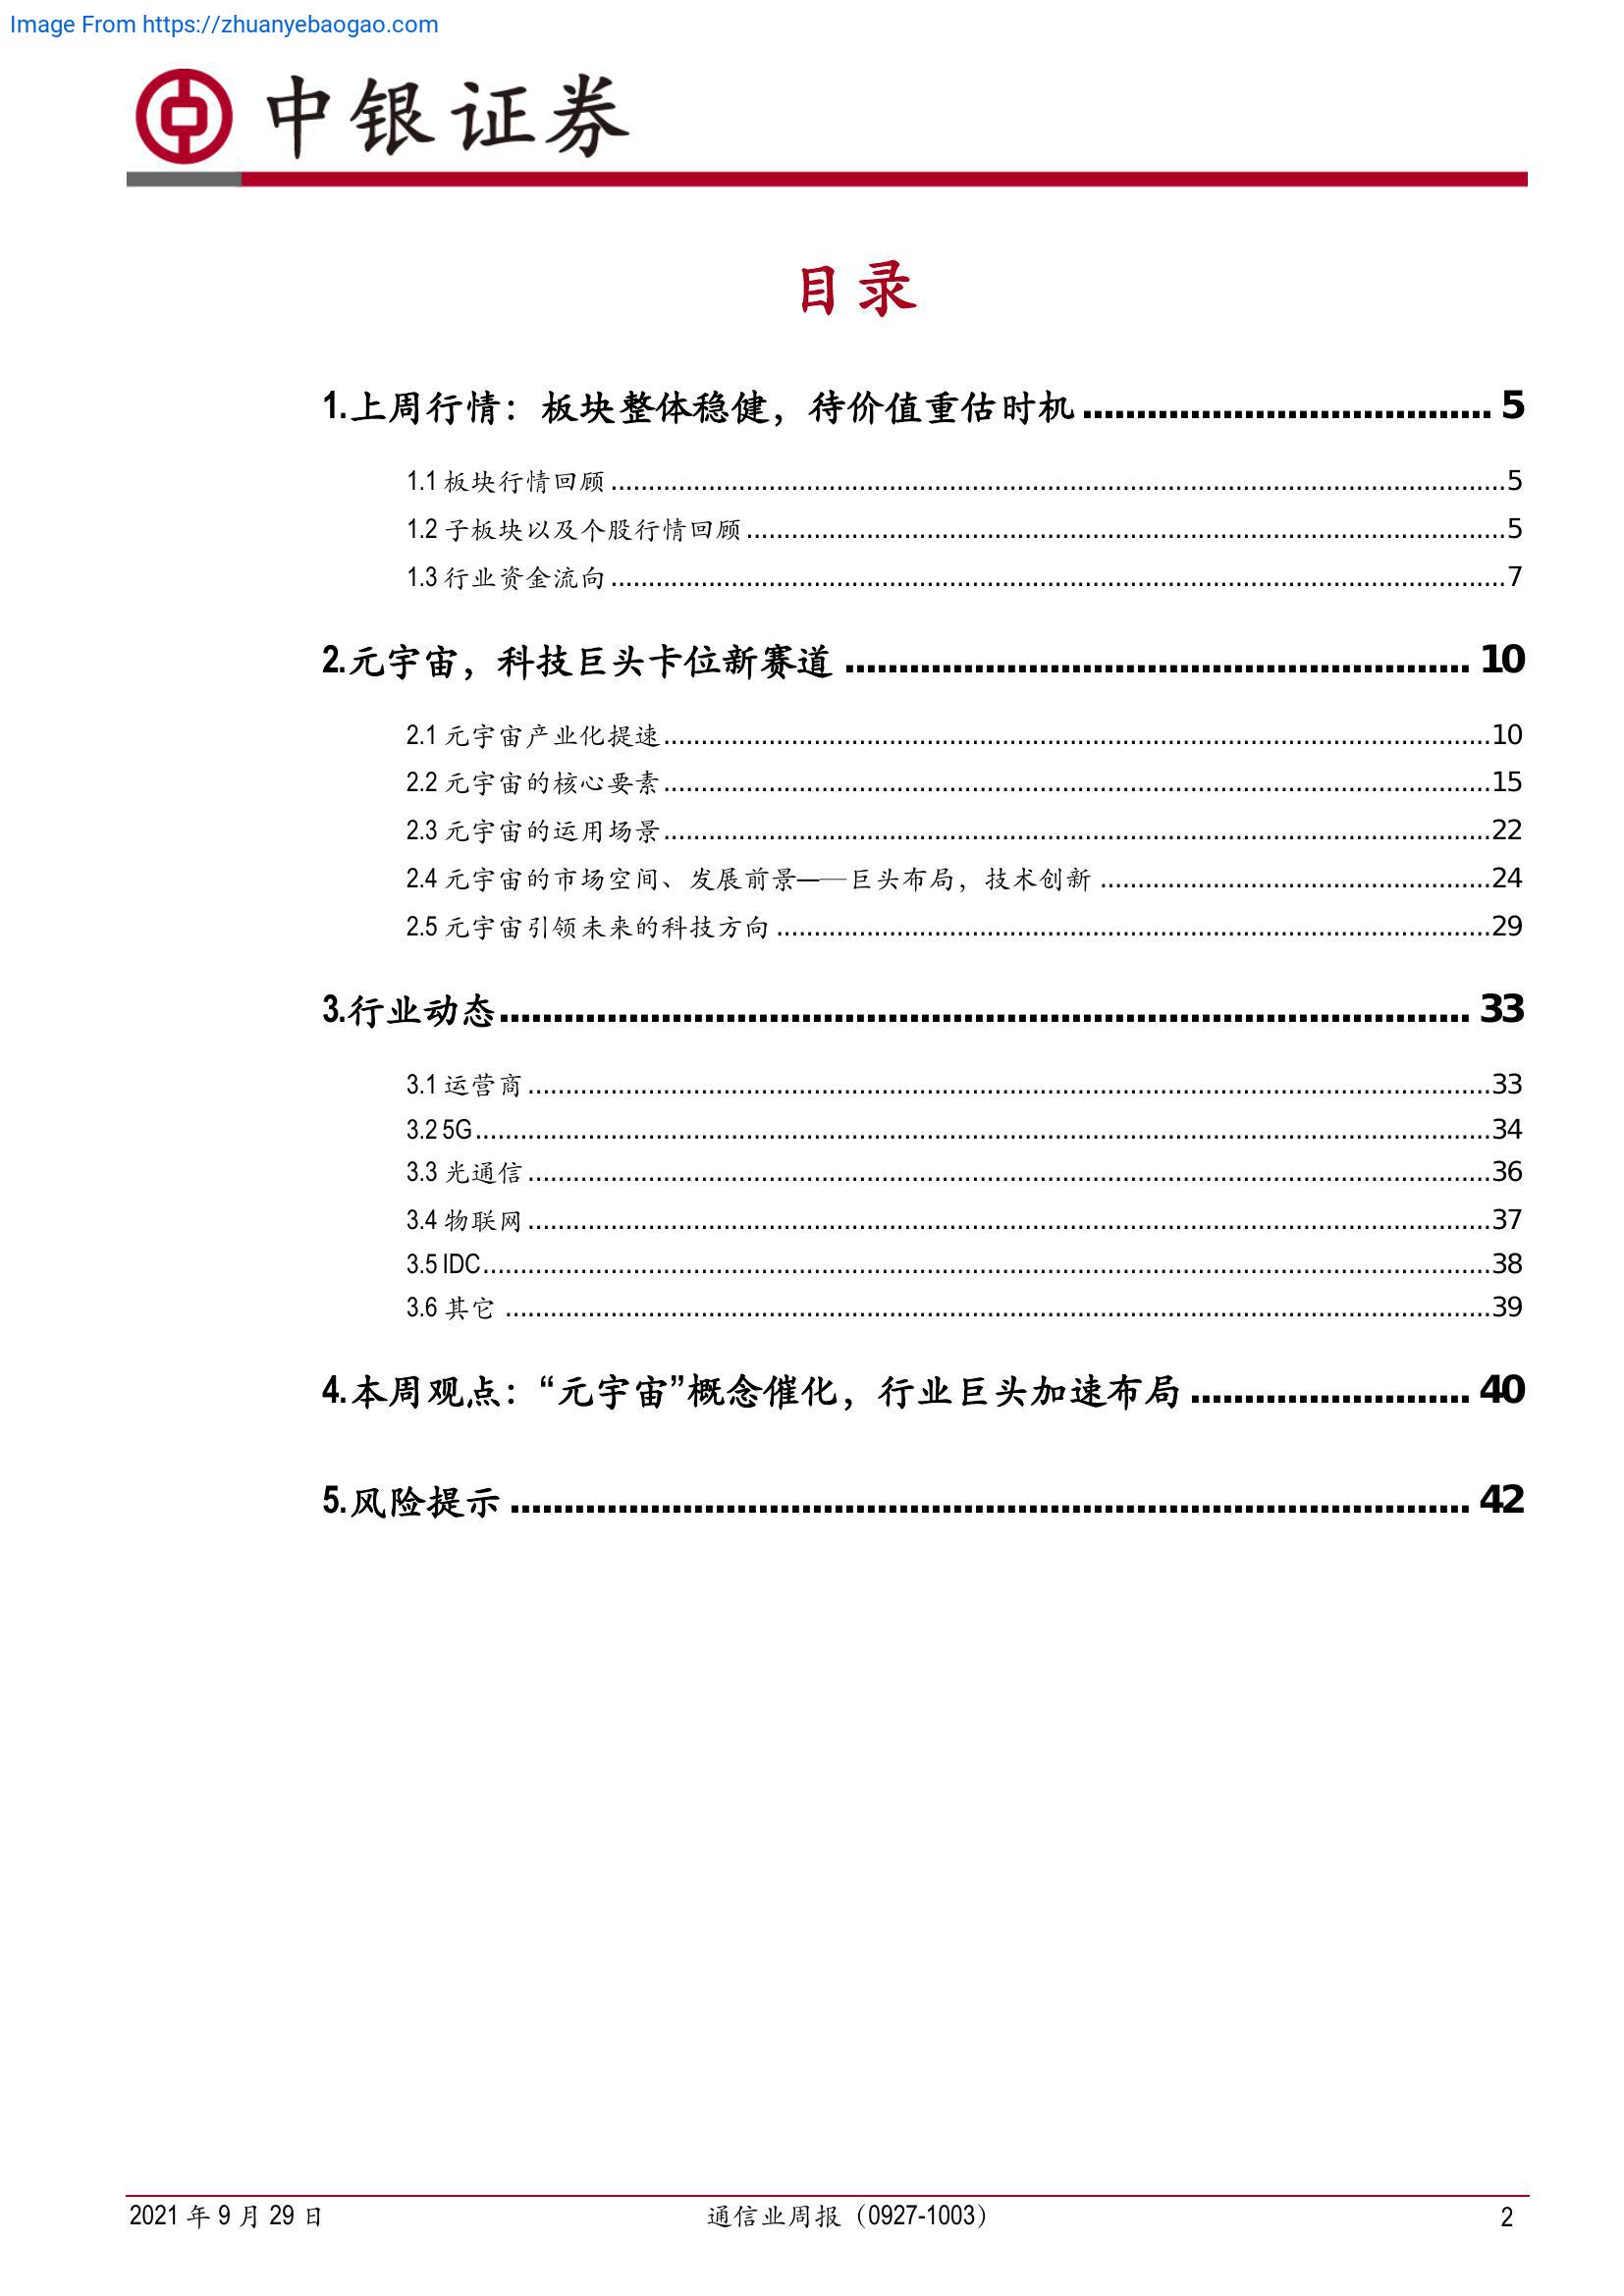 Image From https://zhuanyebaogao.com
中银证券
目录
1.上周行情：板块整体稳健，待价值重估时机 ...................................... 5
1.1 板块行情回顾 ......................................................................5
1.2 子板块以及个股行情回顾 ......................................................................5
1.3 行业资金流向 ......................................................................7
2.元宇宙，科技巨头卡位新赛道 ...................................... 10
2.1 元宇宙产业化提速 ......................................................................10
2.2 元宇宙的核心要素 ......................................................................15
2.3 元宇宙的运用场景 ......................................................................22
2.4 元宇宙的市场空间、发展前景——巨头布局，技术创新 ......................................................................24
2.5 元宇宙引领未来的科技方向 ......................................................................29
3.行业动态 ...................................... 33
3.1 运营商 ......................................................................33
3.2 5G ......................................................................34
3.3 光通信 ......................................................................36
3.4 物联网 ......................................................................37
3.5 IDC ......................................................................38
3.6 其它 ......................................................................39
4.本周观点：“元宇宙”概念催化，行业巨头加速布局 .......................... 40
5.风险提示 ...................................... 42
2021 年 9 月 29 日 通信业周报（0927-1003） 2